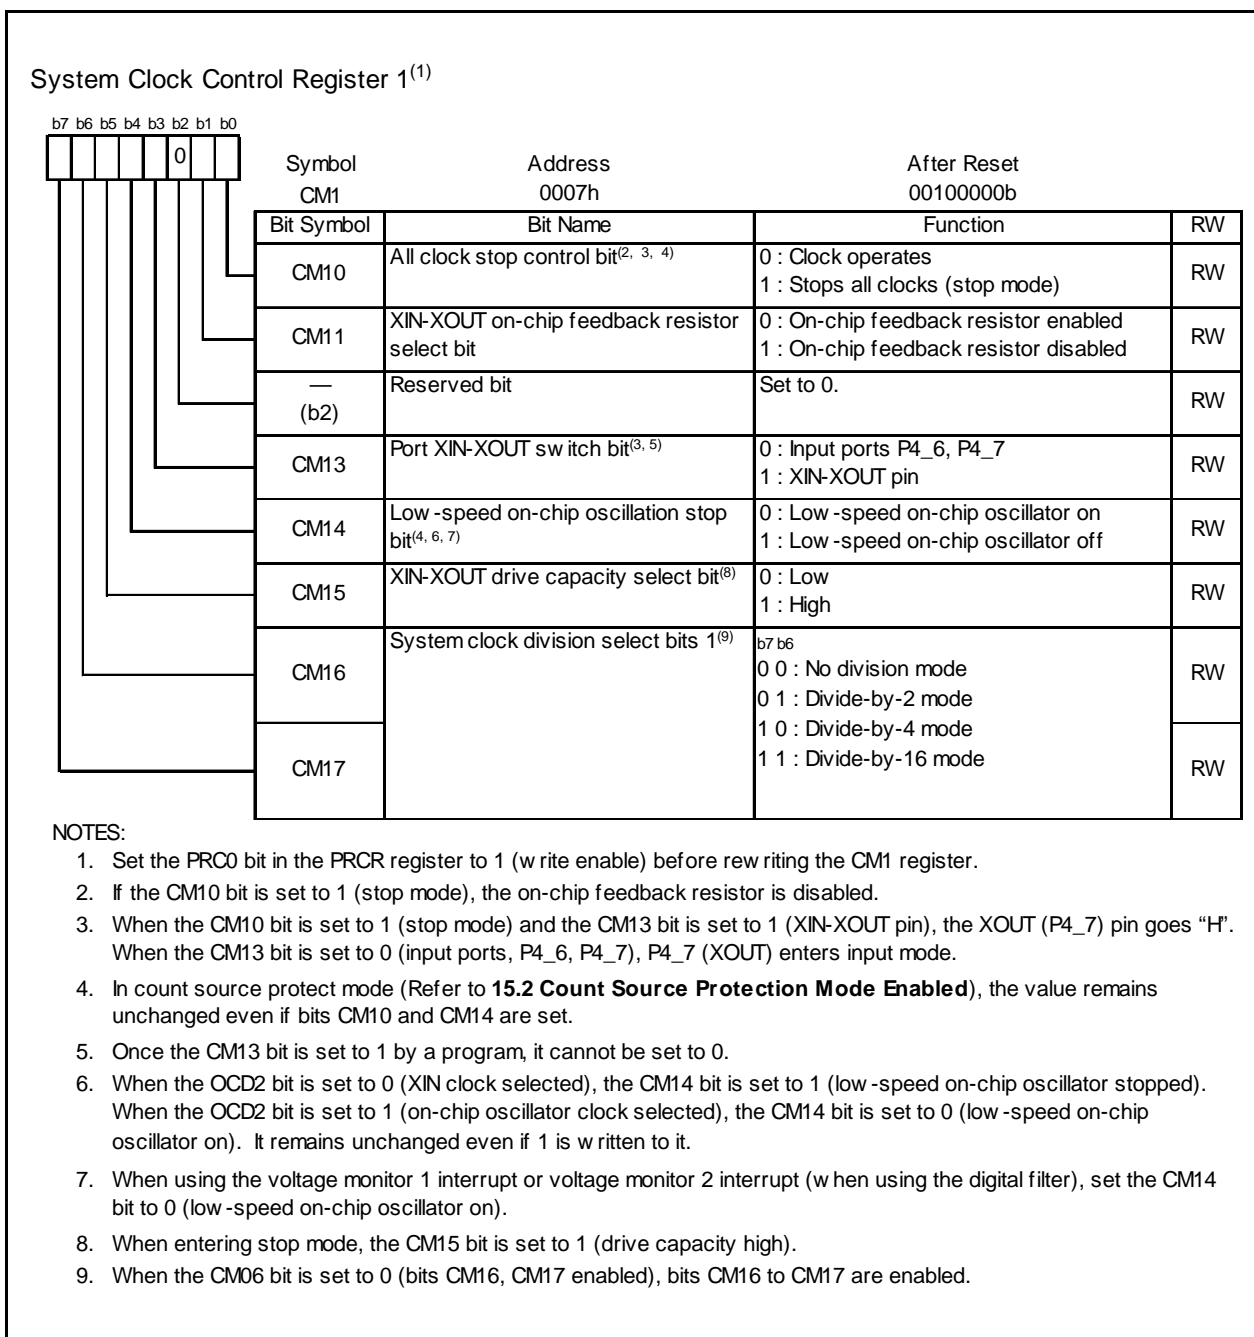 System Clock Control Register 1(1)
b7 b6 b5 b4 b3 b2 b1 b0
0
Symbol Address After Reset
CM1 0007h 00100000b
Bit Symbol Bit Name Function RW
CM10 All clock stop control bit(2, 3, 4) 0 : Clock operates RW
1 : Stops all clocks (stop mode)
CM11 XIN-XOUT on-chip feedback resistor 0 : On-chip feedback resistor enabled RW
select bit 1 : On-chip feedback resistor disabled
— Reserved bit Set to 0. RW
(b2)
CM13 Port XIN-XOUT switch bit(3, 5) 0 : Input ports P4_6, P4_7 RW
1 : XIN-XOUT pin
CM14 Low-speed on-chip oscillation stop 0 : Low-speed on-chip oscillator on RW
bit(4, 6, 7) 1 : Low-speed on-chip oscillator off
CM15 XIN-XOUT drive capacity select bit(8) 0 : Low RW
1 : High
System clock division select bits 1(9) b7 b6
CM16 0 0 : No division mode RW
0 1 : Divide-by-2 mode
1 0 : Divide-by-4 mode
CM17 1 1 : Divide-by-16 mode RW
NOTES:
1. Set the PRC0 bit in the PRCR register to 1 (write enable) before rewriting the CM1 register.
2. If the CM10 bit is set to 1 (stop mode), the on-chip feedback resistor is disabled.
3. When the CM10 bit is set to 1 (stop mode) and the CM13 bit is set to 1 (XIN-XOUT pin), the XOUT (P4_7) pin goes “H”.
When the CM13 bit is set to 0 (input ports, P4_6, P4_7), P4_7 (XOUT) enters input mode.
4. In count source protect mode (Refer to 15.2 Count Source Protection Mode Enabled), the value remains
unchanged even if bits CM10 and CM14 are set.
5. Once the CM13 bit is set to 1 by a program, it cannot be set to 0.
6. When the OCD2 bit is set to 0 (XIN clock selected), the CM14 bit is set to 1 (low-speed on-chip oscillator stopped).
When the OCD2 bit is set to 1 (on-chip oscillator clock selected), the CM14 bit is set to 0 (low-speed on-chip
oscillator on). It remains unchanged even if 1 is written to it.
7. When using the voltage monitor 1 interrupt or voltage monitor 2 interrupt (when using the digital filter), set the CM14
bit to 0 (low-speed on-chip oscillator on).
8. When entering stop mode, the CM15 bit is set to 1 (drive capacity high).
9. When the CM06 bit is set to 0 (bits CM16, CM17 enabled), bits CM16 to CM17 are enabled.